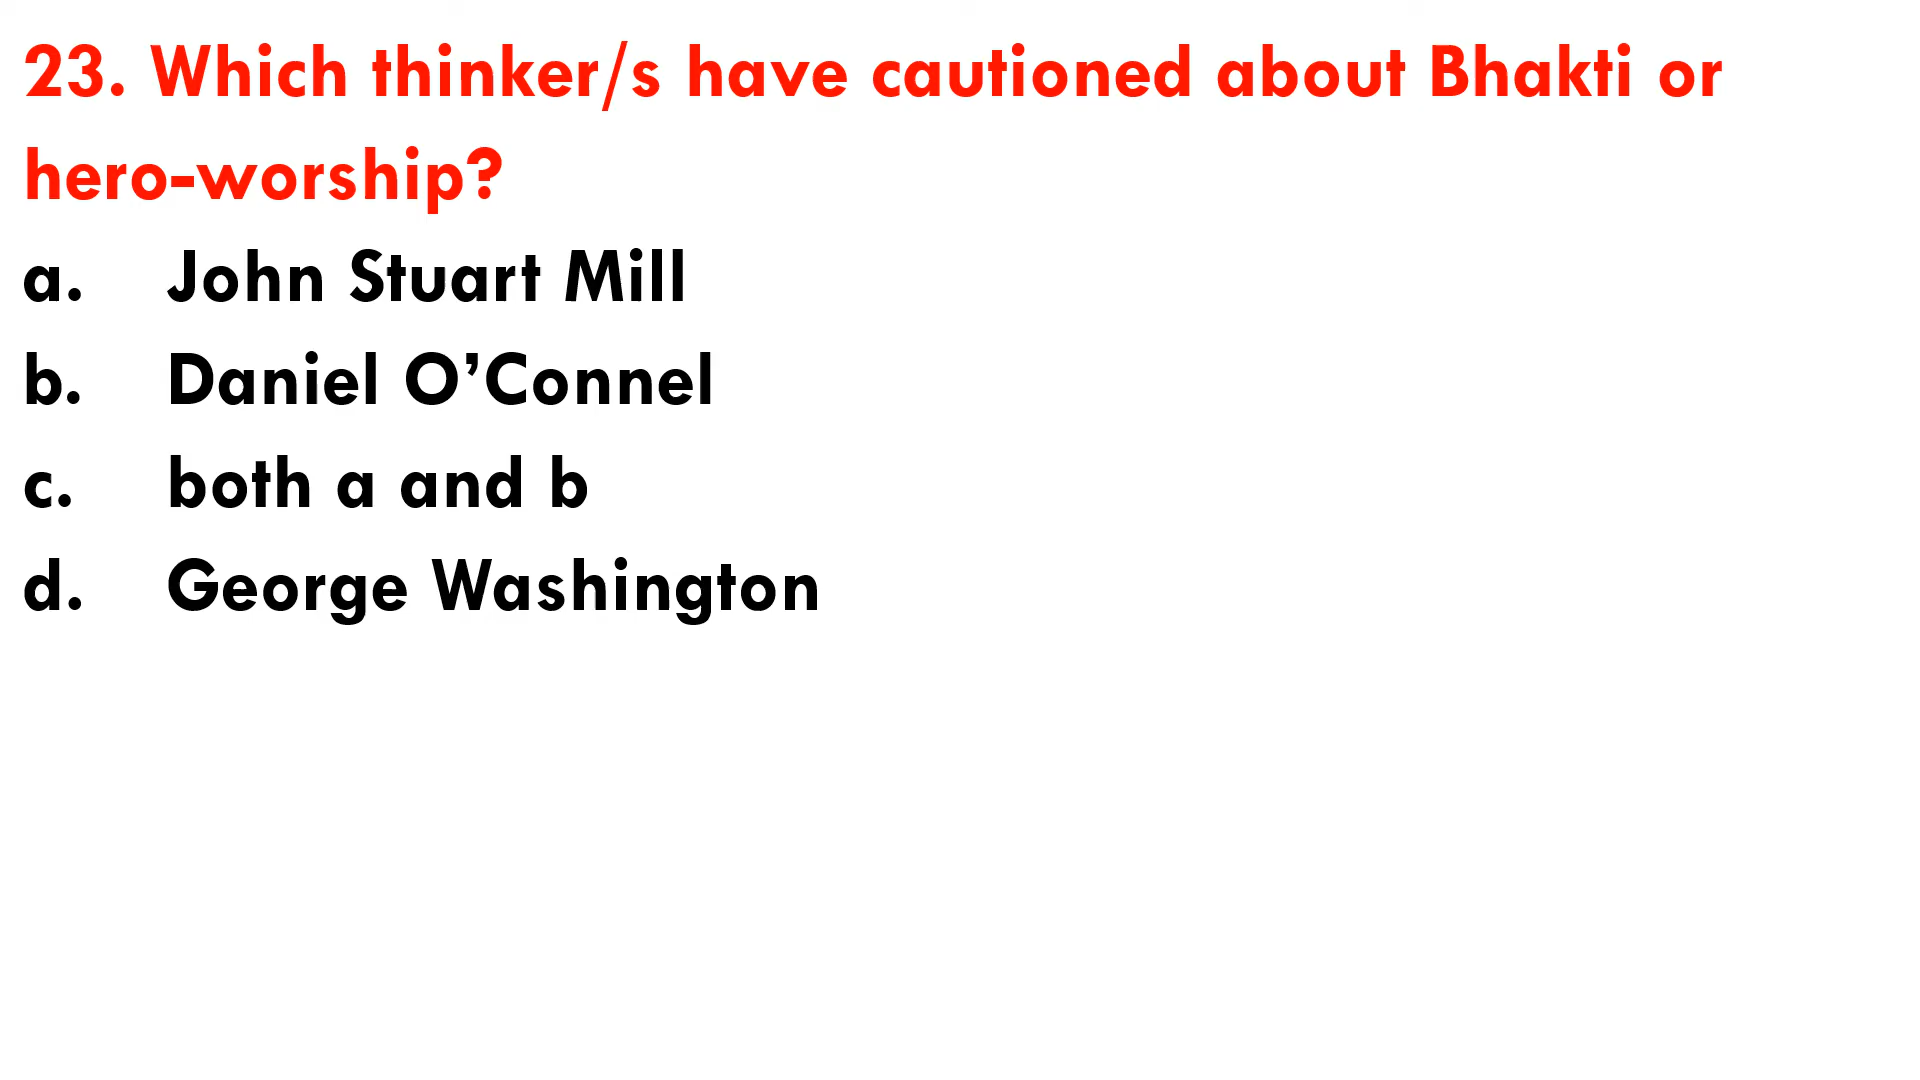 23. Which thinker/s have cautioned about Bhakti or
hero-worship?
a. John Stuart Mill
b. Daniel O’Connel
c. both a and b
d. George Washington